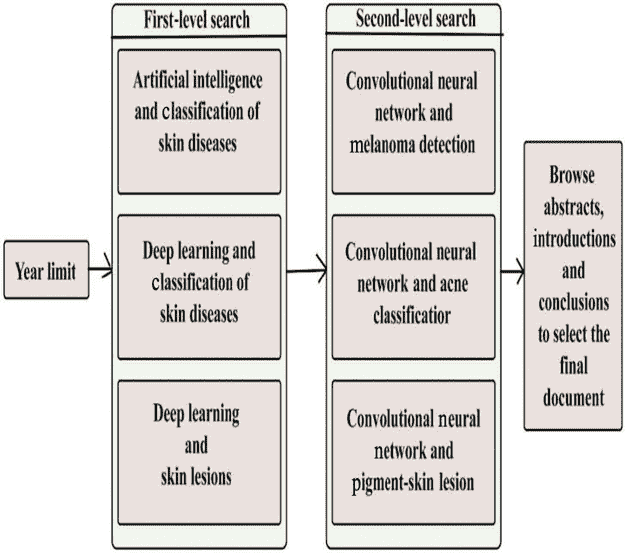 Year limit
First-level search
Artificial intelligence
and classification of
skin diseases
Deep learning and
classification of
skin diseases
Deep learning
and
skin lesions
Second-level search
Convolutional neural
network and
melanoma detection
Convolutional neural
network and acne
classificatior
Convolutional neural
network and
pigment-skin lesion
Browse
abstracts,
introductions
and
conclusions
to select the
final
document